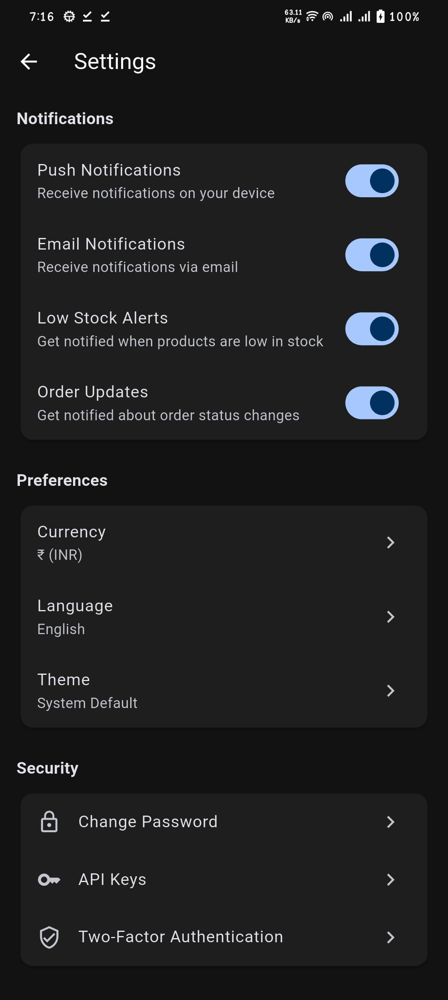 7:16 63.11 KB/s 100%
Settings
Notifications
Push Notifications
Receive notifications on your device
Email Notifications
Receive notifications via email
Low Stock Alerts
Get notified when products are low in stock
Order Updates
Get notified about order status changes
Preferences
Currency
₹ (INR)
Language
English
Theme
System Default
Security
Change Password
API Keys
Two-Factor Authentication